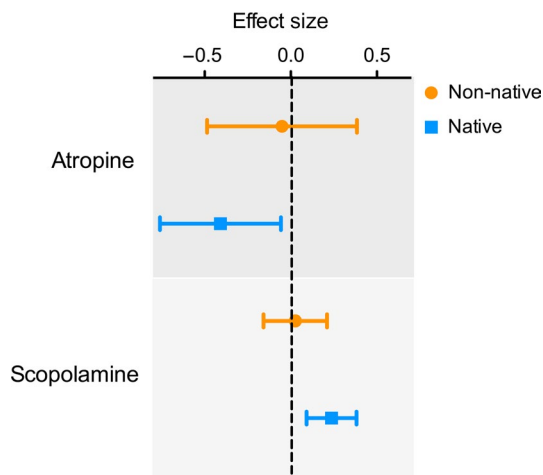 Effect size
−0.5 0.0 0.5
Non-native
Native
Atropine
Scopolamine